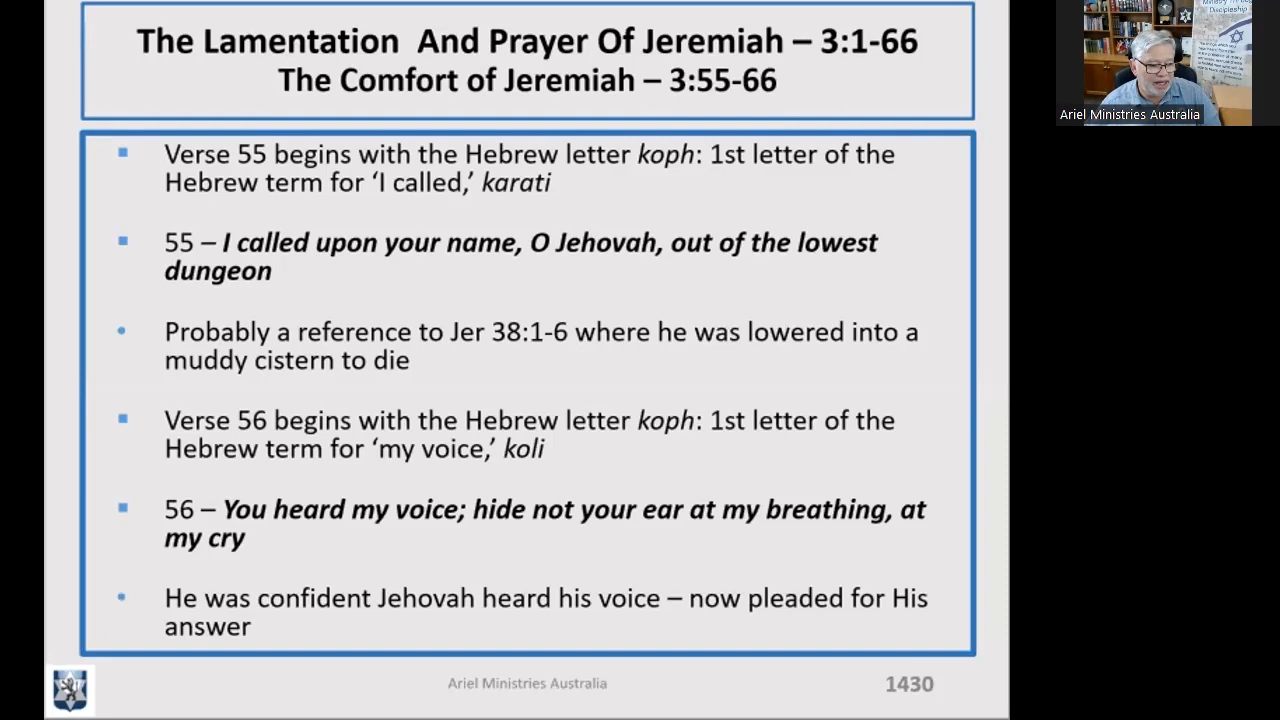 The Lamentation And Prayer Of Jeremiah – 3:1-66
The Comfort of Jeremiah – 3:55-66
Verse 55 begins with the Hebrew letter koph: 1st letter of the
Hebrew term for ‘I called,’ karati
55 – I called upon your name, O Jehovah, out of the lowest
dungeon
Probably a reference to Jer 38:1-6 where he was lowered into a
muddy cistern to die
Verse 56 begins with the Hebrew letter koph: 1st letter of the
Hebrew term for ‘my voice,’ koli
56 – You heard my voice; hide not your ear at my breathing, at
my cry
He was confident Jehovah heard his voice – now pleaded for His
answer
Ariel Ministries Australia
1430
Discipleship
Ariel Ministries Australia